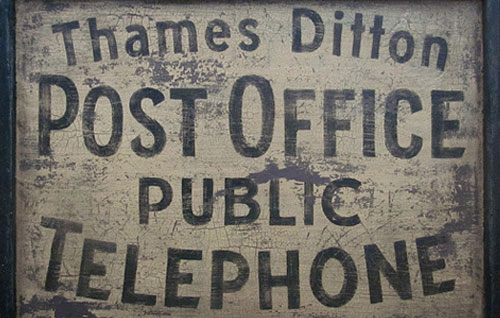 Thames Ditton
POST OFFICE
PUBLIC
TELEPHONE